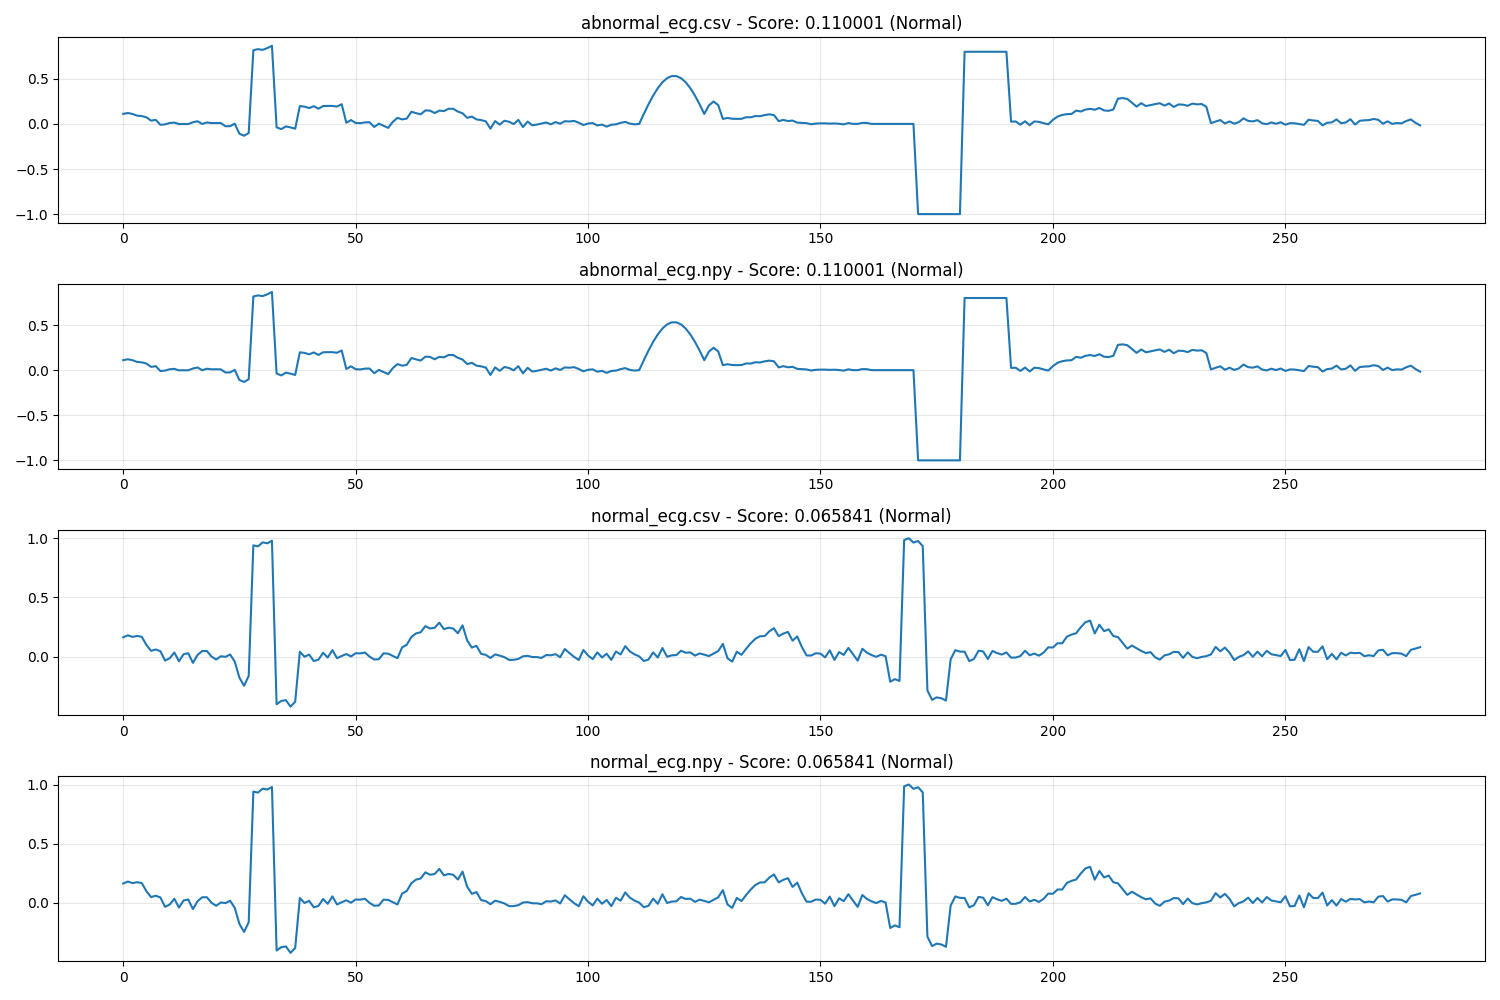 abnormal_ecg.csv - Score: 0.110001 (Normal)
0.5
0.0
−0.5
−1.0
0 50 100 150 200 250
abnormal_ecg.npy - Score: 0.110001 (Normal)
0.5
0.0
−0.5
−1.0
0 50 100 150 200 250
normal_ecg.csv - Score: 0.065841 (Normal)
1.0
0.5
0.0
0 50 100 150 200 250
normal_ecg.npy - Score: 0.065841 (Normal)
1.0
0.5
0.0
0 50 100 150 200 250